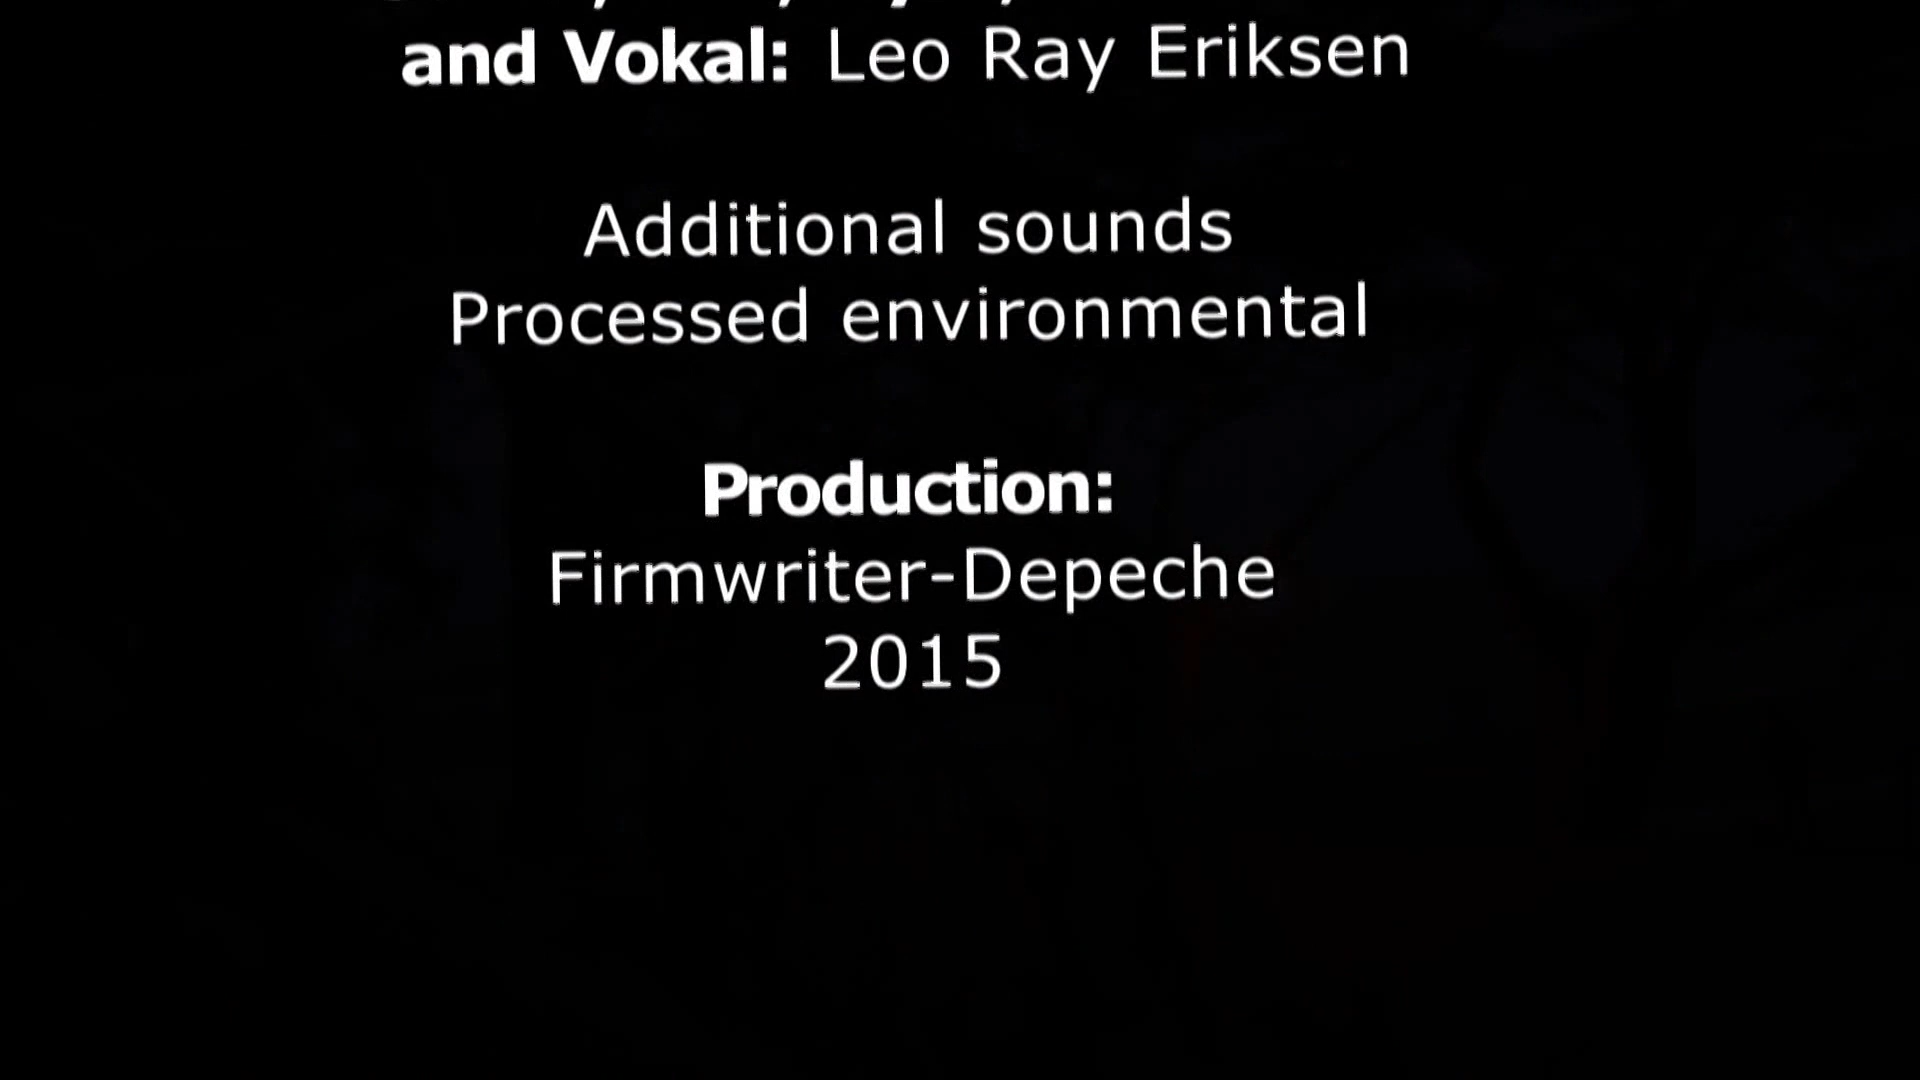 and Vokal: Leo Ray Eriksen
Additional sounds
Processed environmental
Production:
Firmwriter-Depeche
2015